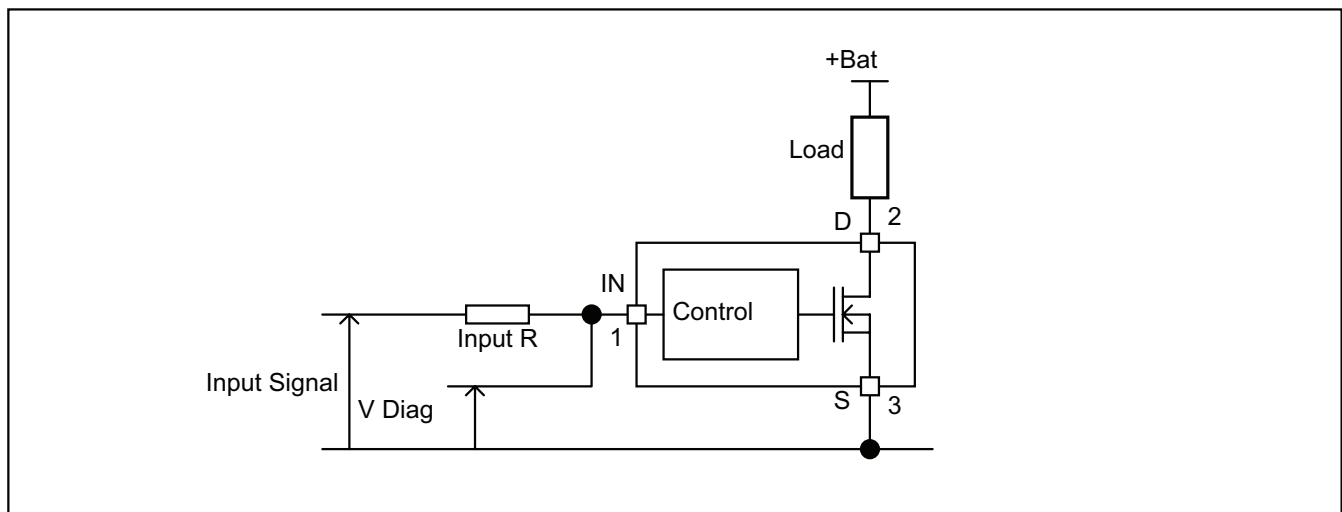 +Bat
Load
D 2
IN
Control
1
Input R
Input Signal
V Diag
S 3